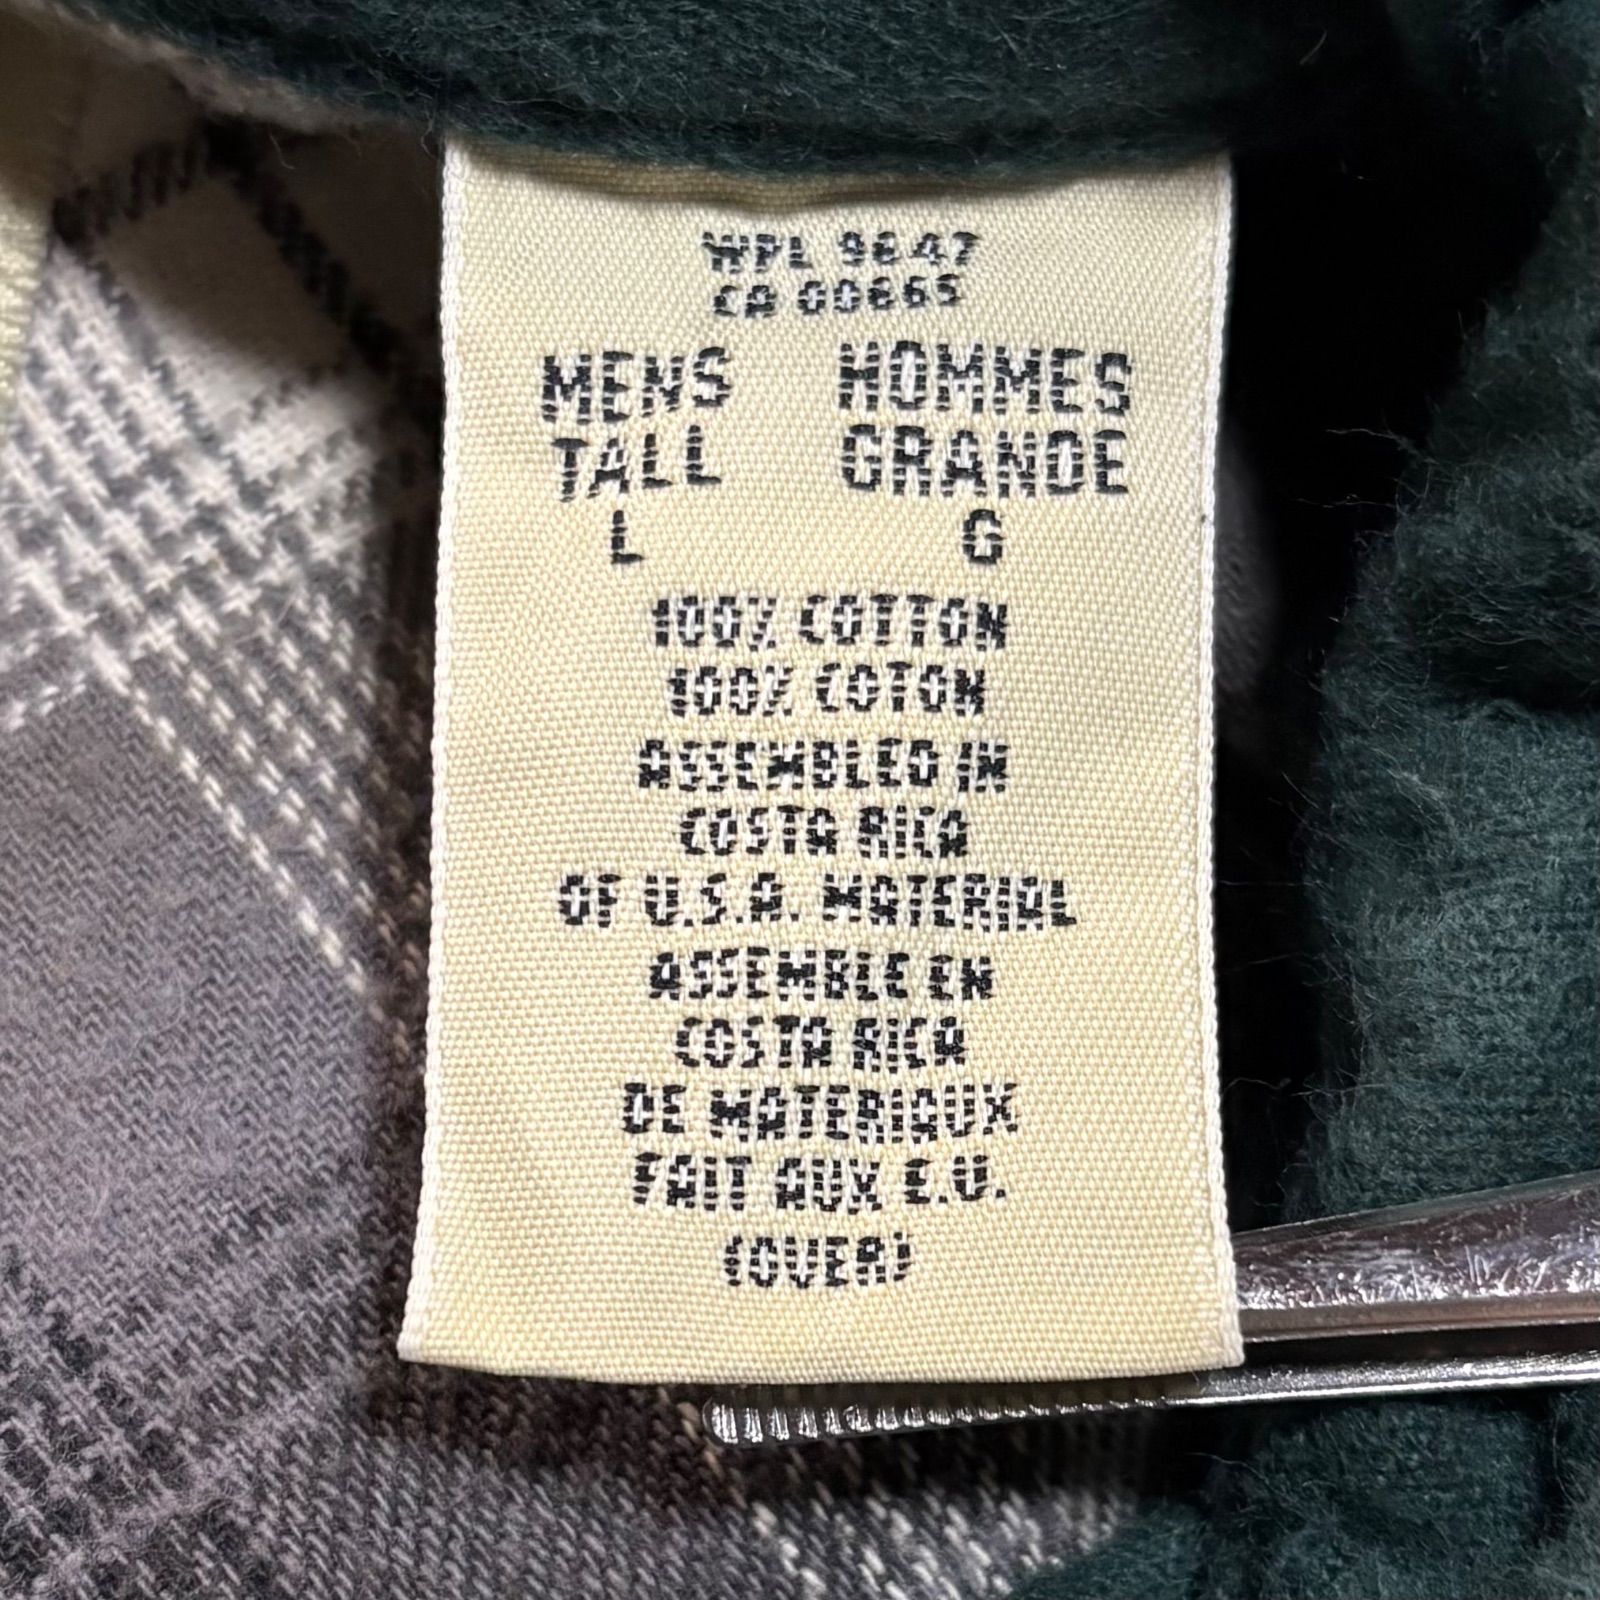 WPL 9647
CA 00665
MENS HOMMES
TALL GRANDE
L G
100% COTTON
100% COTON
ASSEMBLED IN
COSTA RICA
OF U.S.A. MATERIAL
ASSEMBLE EN
COSTA RICA
DE MATERIAUX
FAIT AUX E.U.
(OVER)